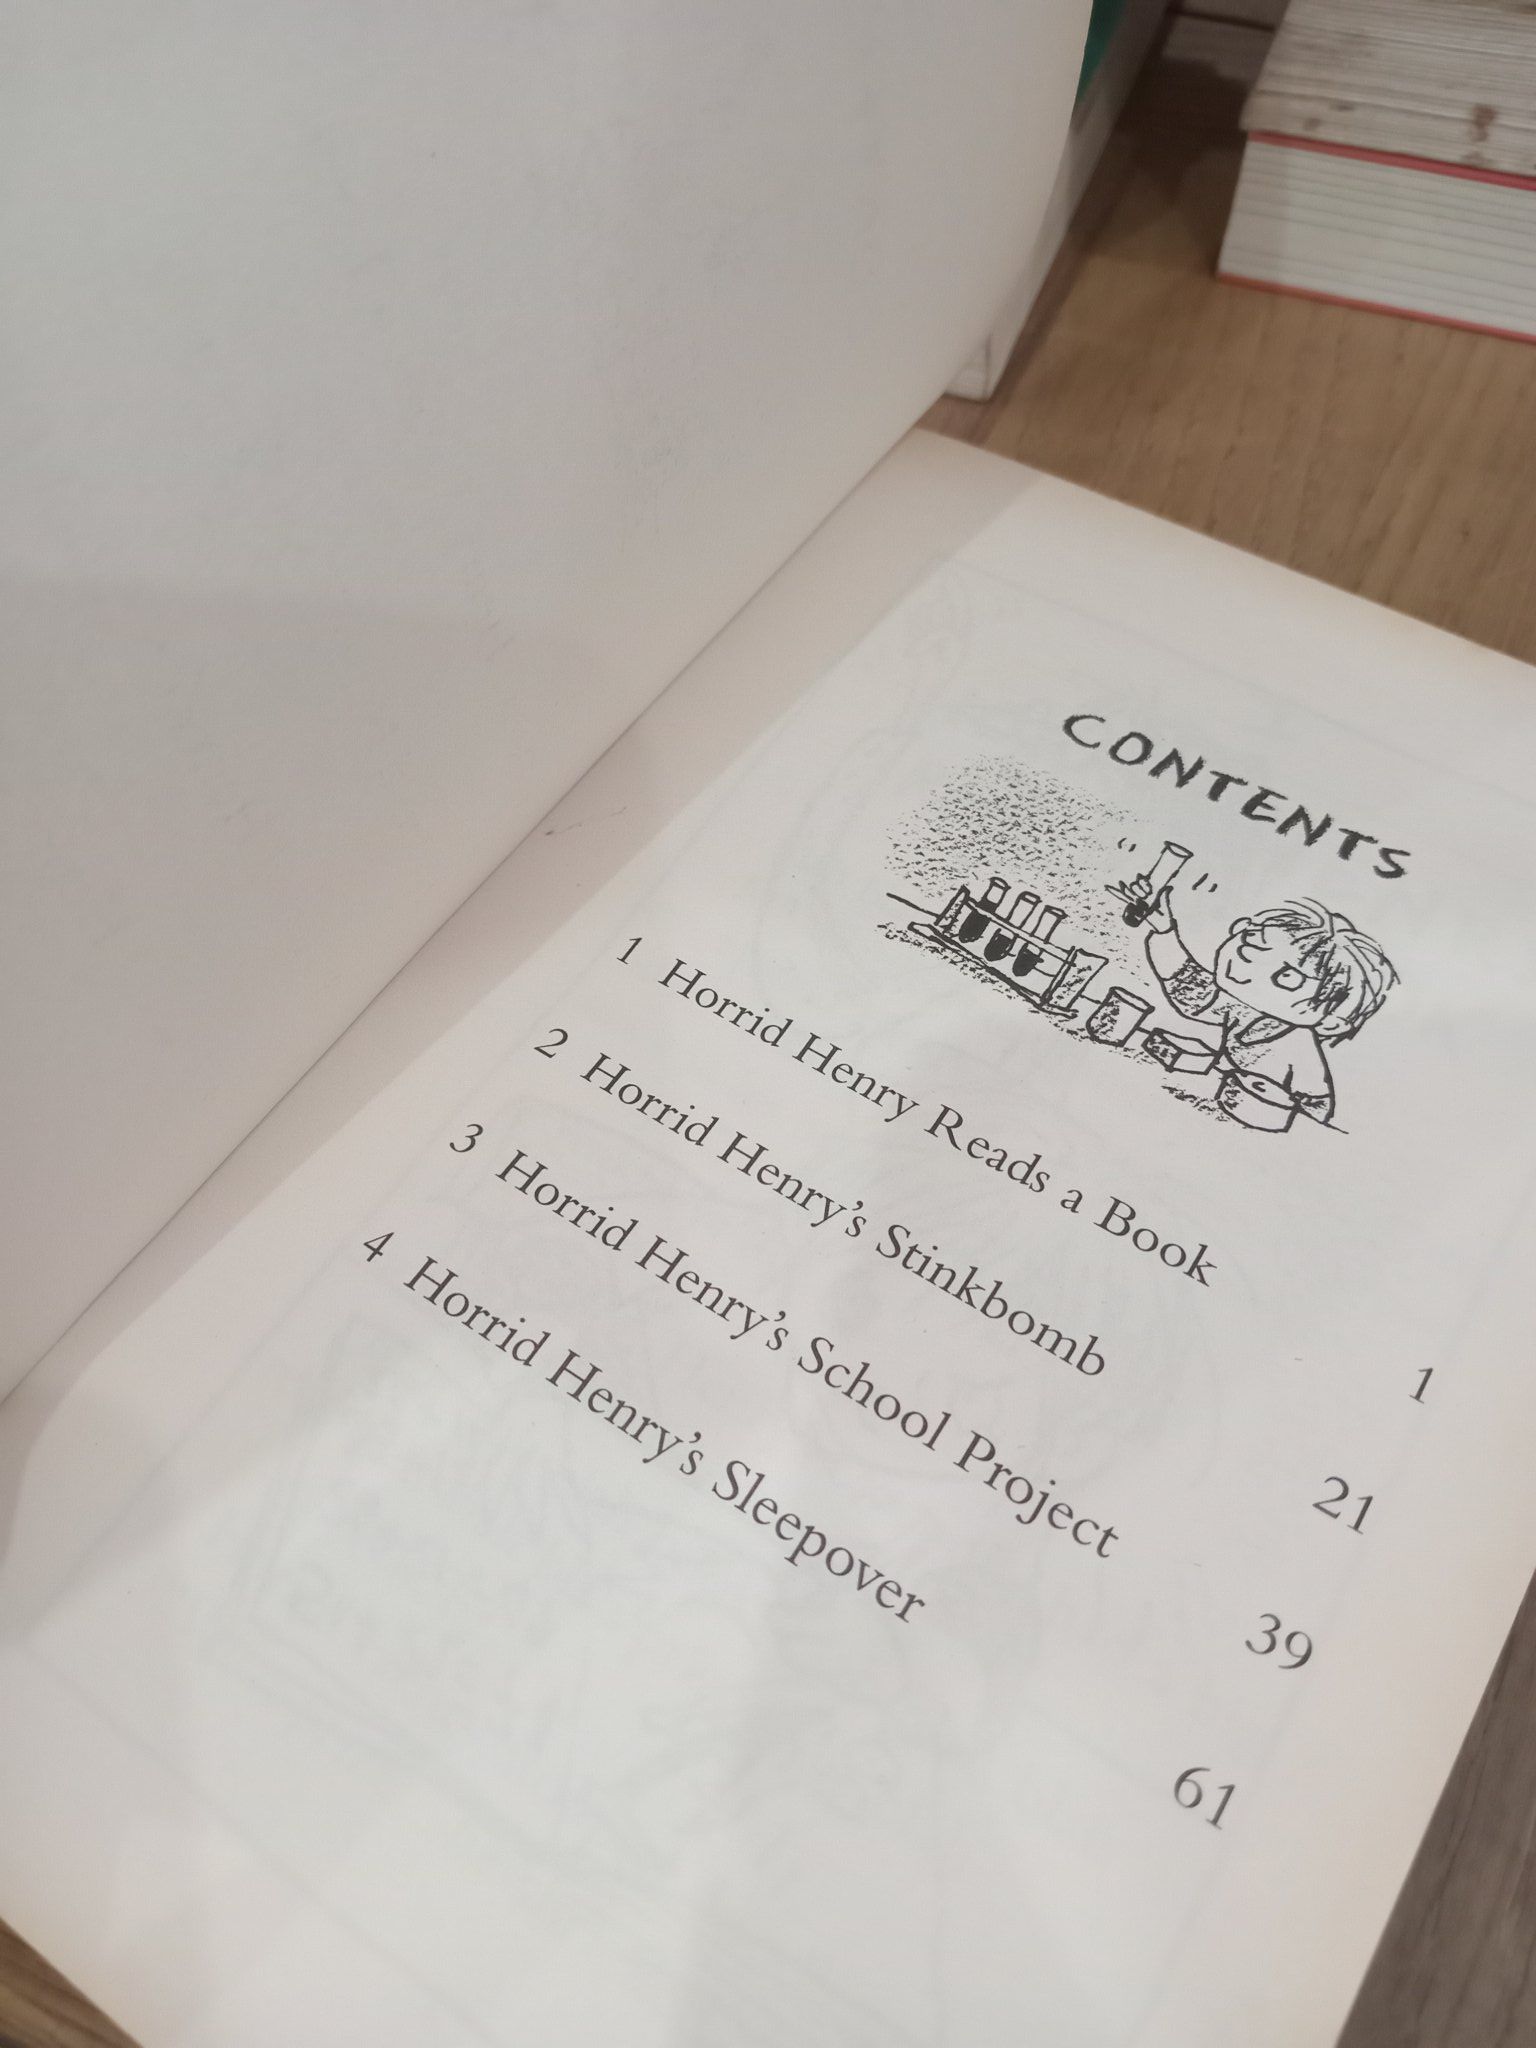 CONTENTS
1 Horrid Henry Reads a Book 1
2 Horrid Henry's Stinkbomb 21
3 Horrid Henry's School Project 39
4 Horrid Henry's Sleepover 61